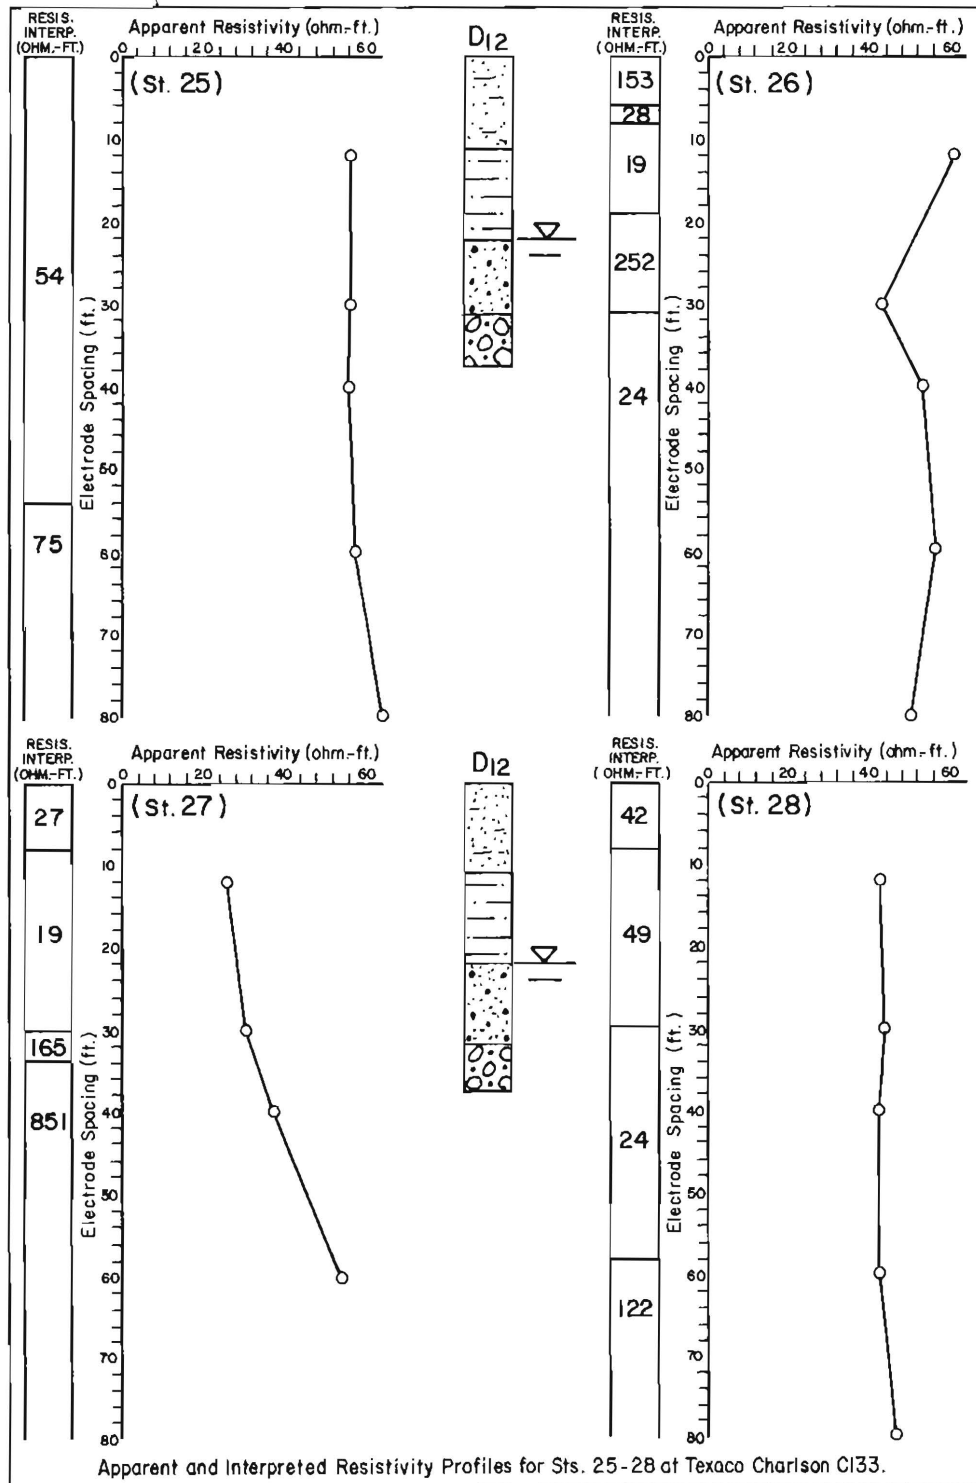 RESIS.
INTERP.
(OHM.-FT.)
Apparent Resistivity (ohm.-ft.)
0 20 40 60
(St. 25)
54
75
Electrode Spacing (ft.)
0
10
20
30
40
50
60
70
80
D12
RESIS.
INTERP.
(OHM.-FT.)
Apparent Resistivity (ohm.-ft.)
0 20 40 60
(St. 26)
153
28
19
252
24
Electrode Spacing (ft.)
0
10
20
30
40
50
60
70
80
RESIS.
INTERP.
(OHM.-FT.)
Apparent Resistivity (ohm.-ft.)
0 20 40 60
(St. 27)
27
19
165
851
Electrode Spacing (ft.)
0
10
20
30
40
50
60
70
80
D12
RESIS.
INTERP.
(OHM.-FT.)
Apparent Resistivity (ohm.-ft.)
0 20 40 60
(St. 28)
42
49
24
122
Electrode Spacing (ft.)
0
10
20
30
40
50
60
70
80
Apparent and Interpreted Resistivity Profiles for Sts. 25-28 at Texaco Charlson C133.